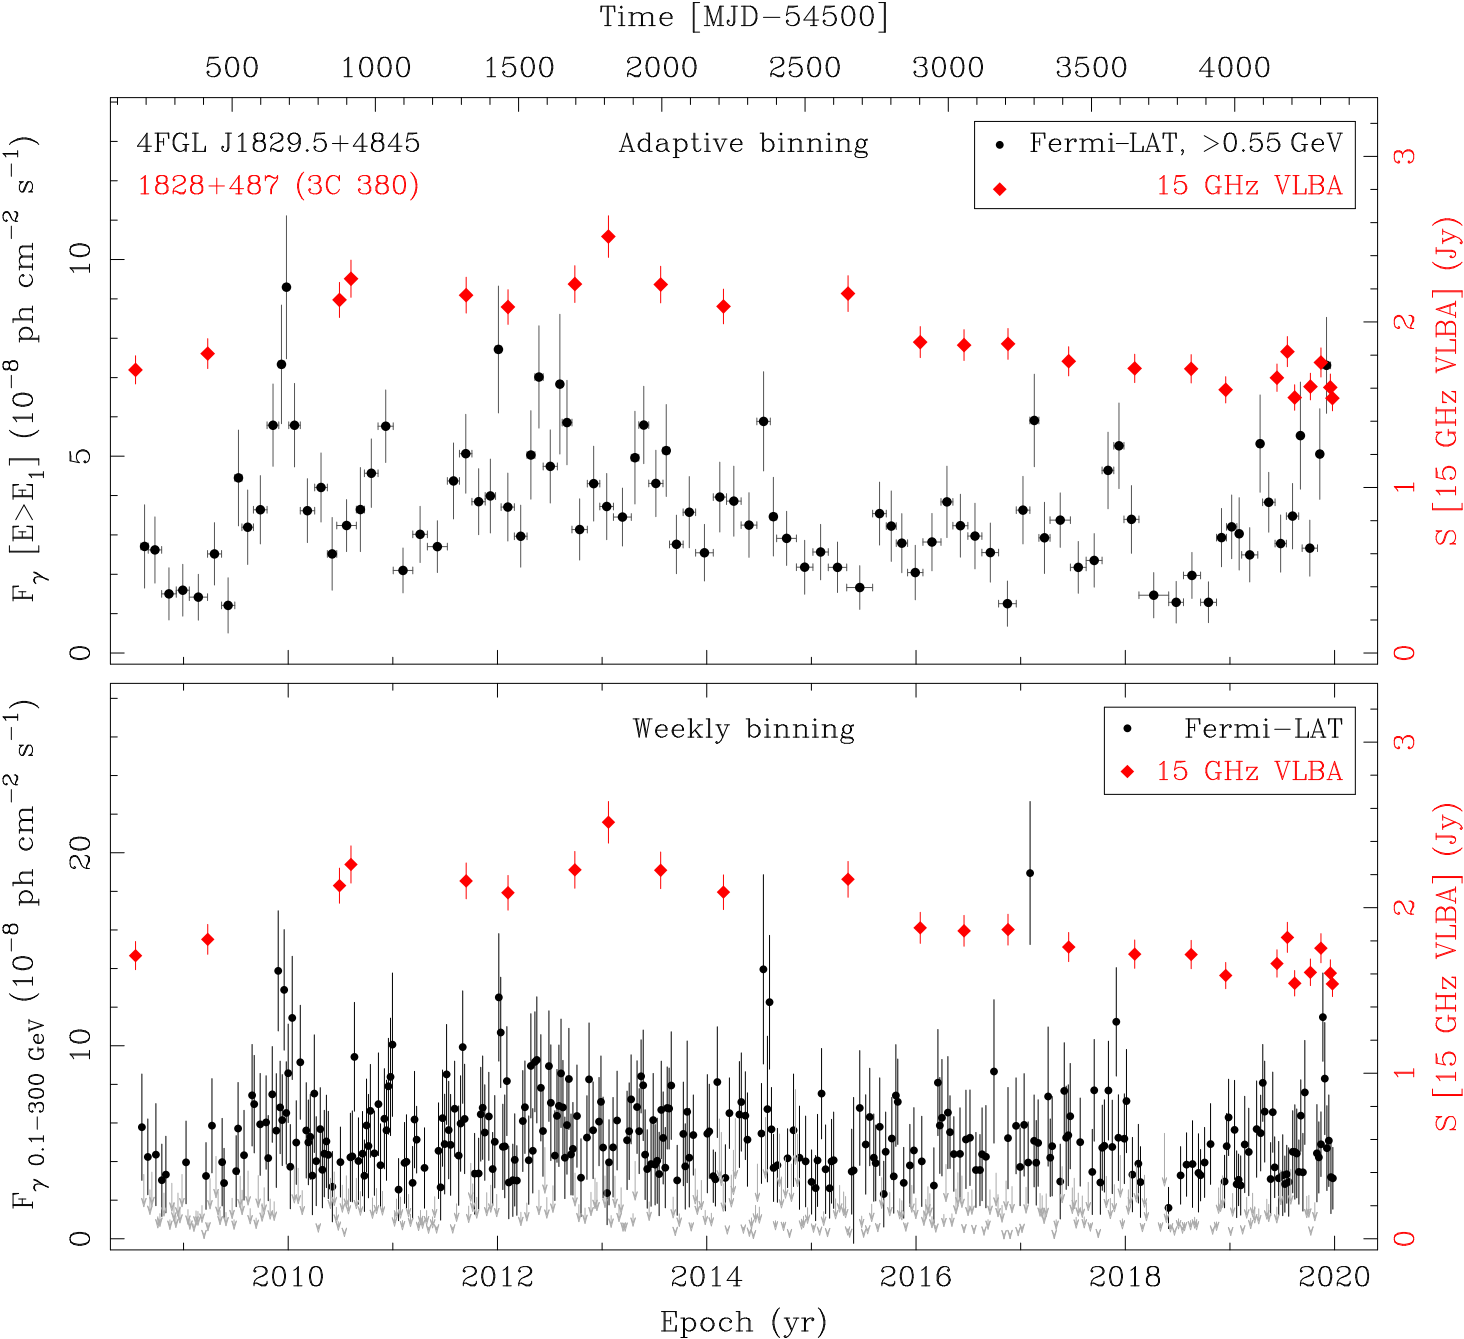 Time [MJD−54500]
500 1000 1500 2000 2500 3000 3500 4000
4FGL J1829.5+4845
1828+487 (3C 380)
Adaptive binning
Fermi−LAT, >0.55 GeV
15 GHz VLBA
F_γ [E>E_1] (10^−8 ph cm^−2 s^−1)
10
5
0
S [15 GHz VLBA] (Jy)
3
2
1
0
Weekly binning
Fermi−LAT
15 GHz VLBA
F_γ 0.1−300 GeV (10^−8 ph cm^−2 s^−1)
20
10
0
S [15 GHz VLBA] (Jy)
3
2
1
0
2010 2012 2014 2016 2018 2020
Epoch (yr)